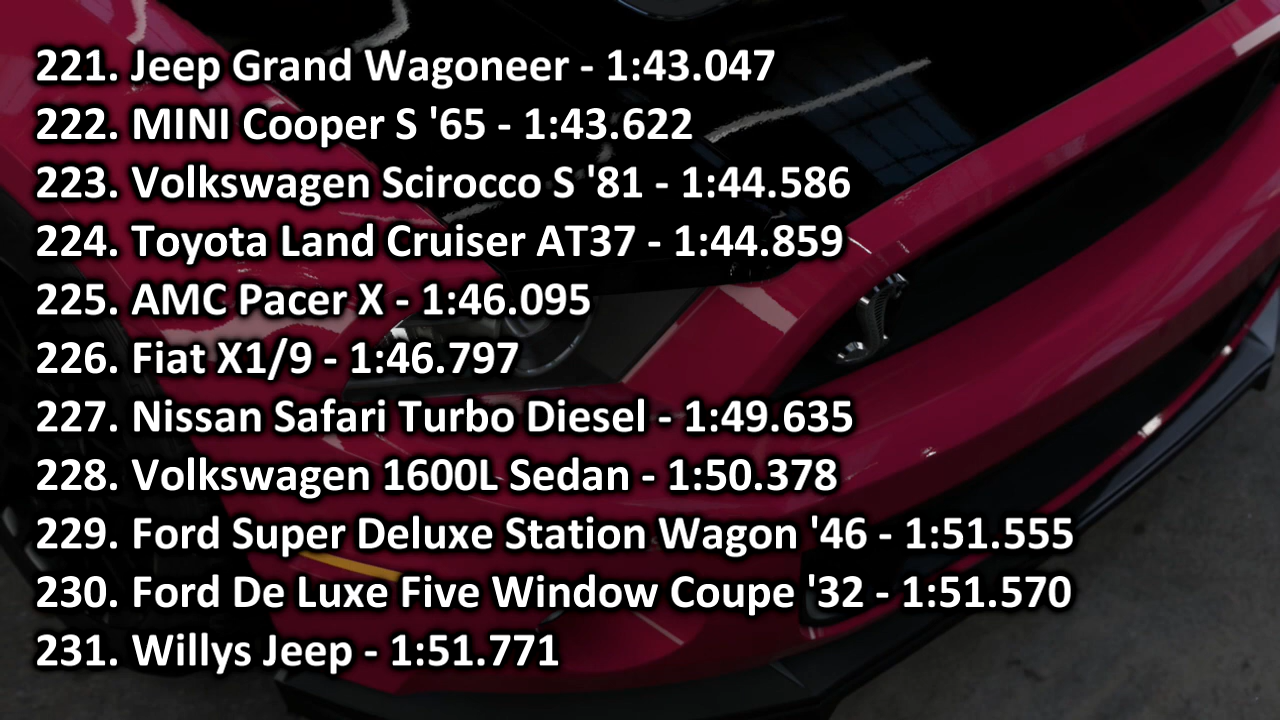 221. Jeep Grand Wagoneer - 1:43.047
222. MINI Cooper S '65 - 1:43.622
223. Volkswagen Scirocco S '81 - 1:44.586
224. Toyota Land Cruiser AT37 - 1:44.859
225. AMC Pacer X - 1:46.095
226. Fiat X1/9 - 1:46.797
227. Nissan Safari Turbo Diesel - 1:49.635
228. Volkswagen 1600L Sedan - 1:50.378
229. Ford Super Deluxe Station Wagon '46 - 1:51.555
230. Ford De Luxe Five Window Coupe '32 - 1:51.570
231. Willys Jeep - 1:51.771